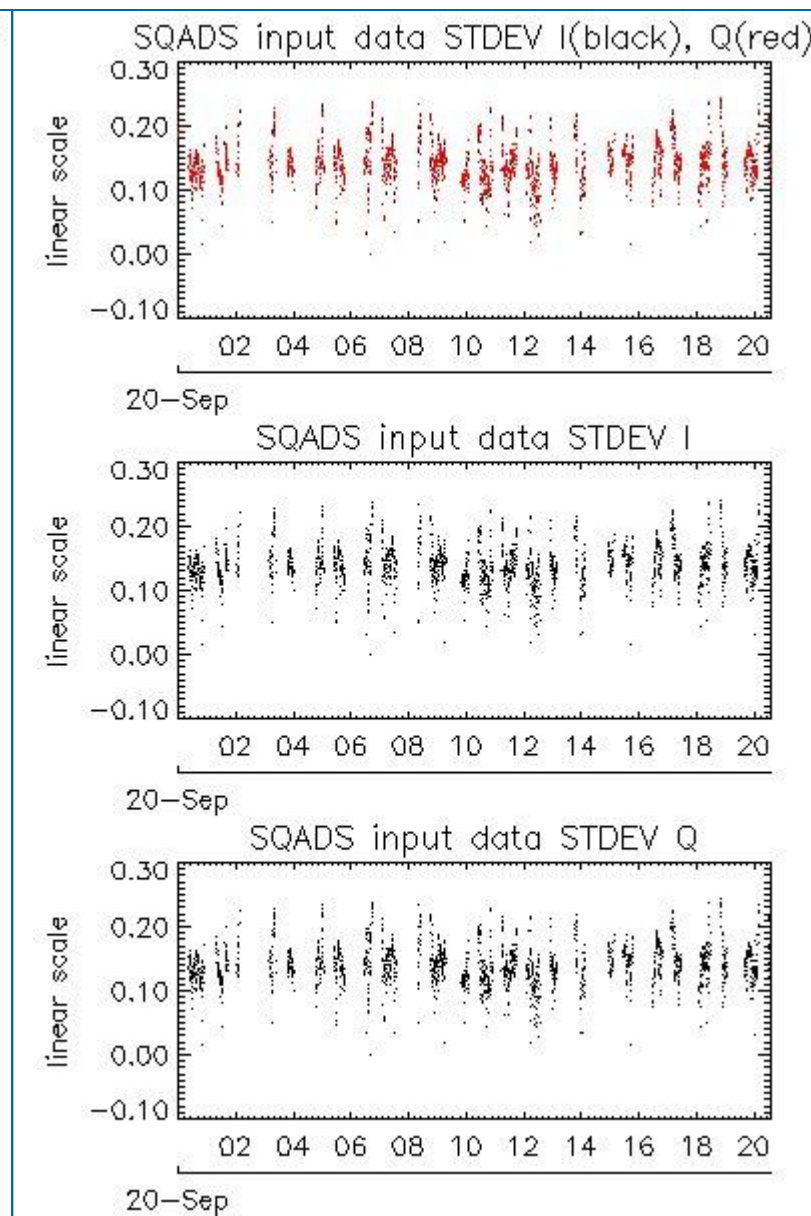 SQADS input data STDEV I(black), Q(red)
0.30
0.20
0.10
0.00
−0.10
linear scale
02 04 06 08 10 12 14 16 18 20
20−Sep
SQADS input data STDEV I
0.30
0.20
0.10
0.00
−0.10
linear scale
02 04 06 08 10 12 14 16 18 20
20−Sep
SQADS input data STDEV Q
0.30
0.20
0.10
0.00
−0.10
linear scale
02 04 06 08 10 12 14 16 18 20
20−Sep